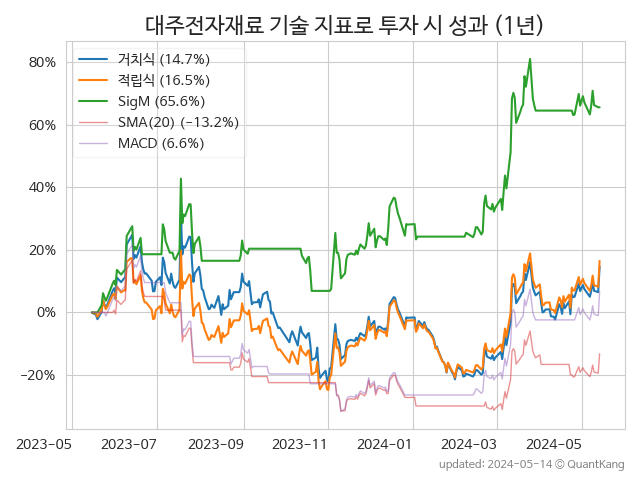 대주전자재료 기술 지표로 투자 시 성과 (1년)
거치식 (14.7%)
적립식 (16.5%)
SigM (65.6%)
SMA(20) (−13.2%)
MACD (6.6%)
80%
60%
40%
20%
0%
−20%
2023-05 2023-07 2023-09 2023-11 2024-01 2024-03 2024-05
updated: 2024-05-14 © QuantKang